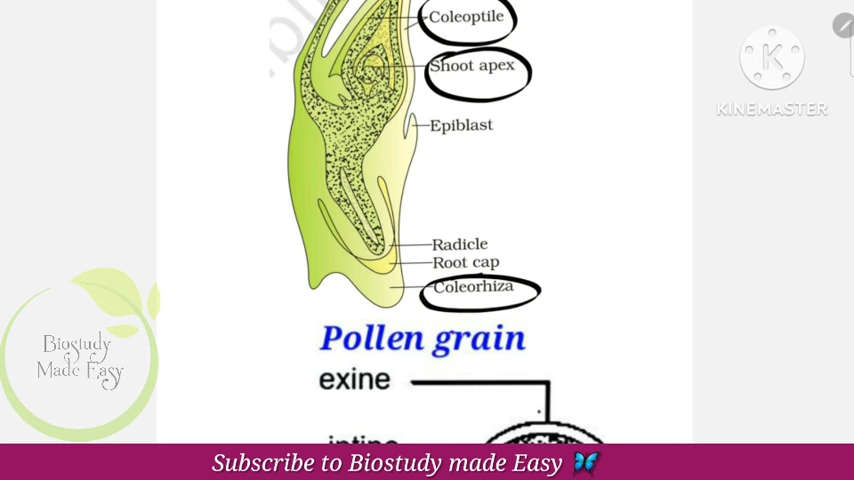 Coleoptile
Shoot apex
KINEMASTER
Epiblast
Radicle
Root cap
Coleorhiza
Biostudy
Made Easy
Pollen grain
exine
Subscribe to Biostudy made Easy 🦋